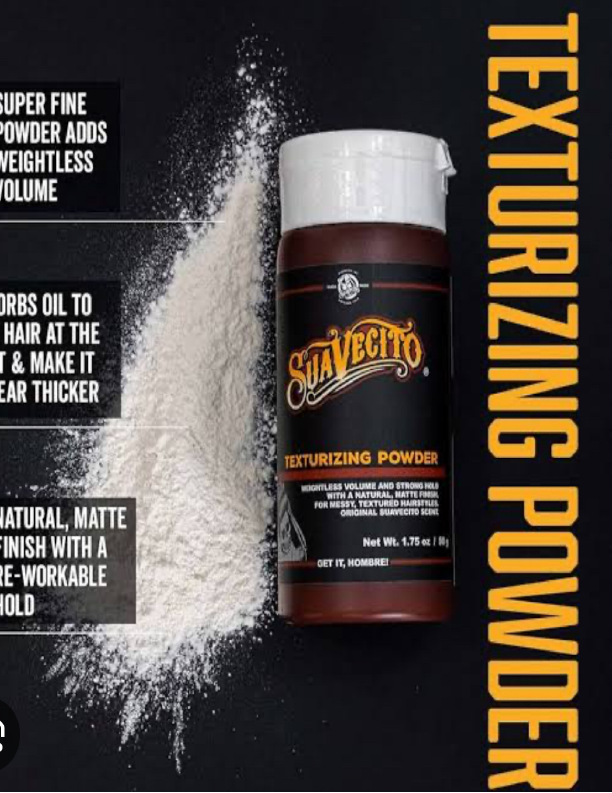 SUPER FINE
POWDER ADDS
WEIGHTLESS
VOLUME
ORBS OIL TO
HAIR AT THE
T & MAKE IT
EAR THICKER
NATURAL, MATTE
FINISH WITH A
RE-WORKABLE
HOLD
SUAVECITO®
TEXTURIZING POWDER
WEIGHTLESS VOLUME AND STRONG HOLD
WITH A NATURAL, MATTE FINISH,
FOR MESSY, TEXTURED HAIRSTYLES.
ORIGINAL SUAVECITO SCENT.
Net Wt. 1.75 oz /
GET IT, HOMBRE!
TEXTURIZING POWDER